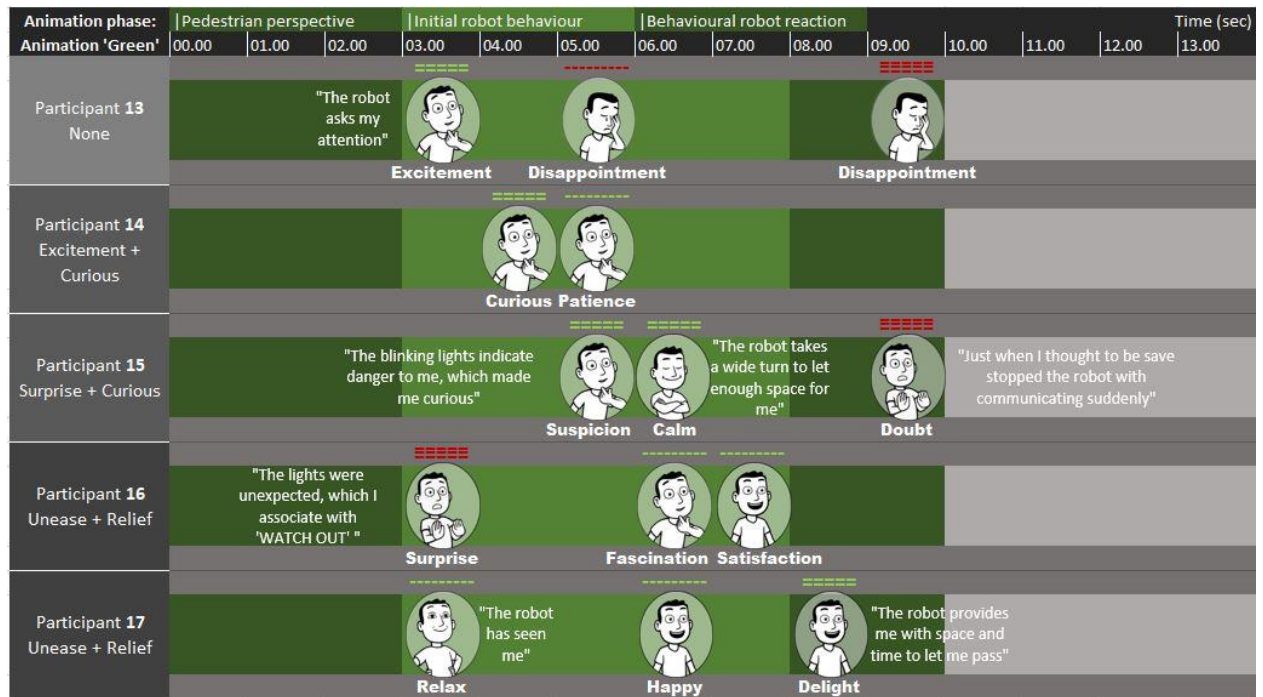 Animation phase: |Pedestrian perspective |Initial robot behaviour |Behavioural robot reaction Time (sec)
Animation 'Green' |00.00 |01.00 |02.00 |03.00 |04.00 |05.00 |06.00 |07.00 |08.00 |09.00 |10.00 |11.00 |12.00 |13.00
===== --------- =====
Participant 13
None
"The robot
asks my
attention"
Excitement Disappointment Disappointment
===== ---------
Participant 14
Excitement +
Curious
Curious Patience
===== ===== =====
Participant 15
Surprise + Curious
"The blinking lights indicate
danger to me, which made
me curious"
"The robot takes
a wide turn to let
enough space for
me"
"Just when I thought to be save
stopped the robot with
communicating suddenly"
Suspicion Calm Doubt
===== --------- ---------
Participant 16
Unease + Relief
"The lights were
unexpected, which I
associate with
'WATCH OUT' "
Surprise Fascination Satisfaction
--------- --------- =====
Participant 17
Unease + Relief
"The robot
has seen
me"
"The robot provides
me with space and
time to let me pass"
Relax Happy Delight